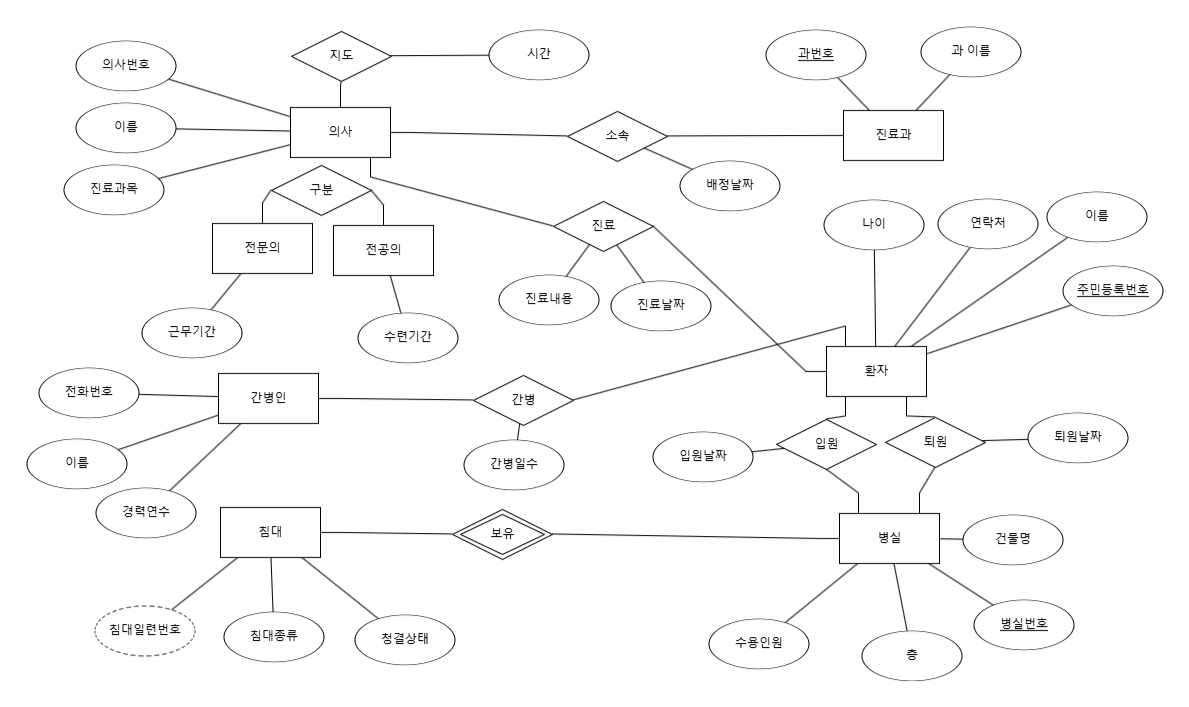 지도
시간
과번호
과 이름
의사번호
이름
진료과목
의사
소속
진료과
배정날짜
구분
전문의
전공의
근무기간
수련기간
진료
진료내용
진료날짜
나이
연락처
이름
주민등록번호
환자
전화번호
이름
경력연수
간병인
간병
간병일수
입원날짜
입원
퇴원
퇴원날짜
침대
보유
병실
건물명
침대일련번호
침대종류
청결상태
수용인원
층
병실번호